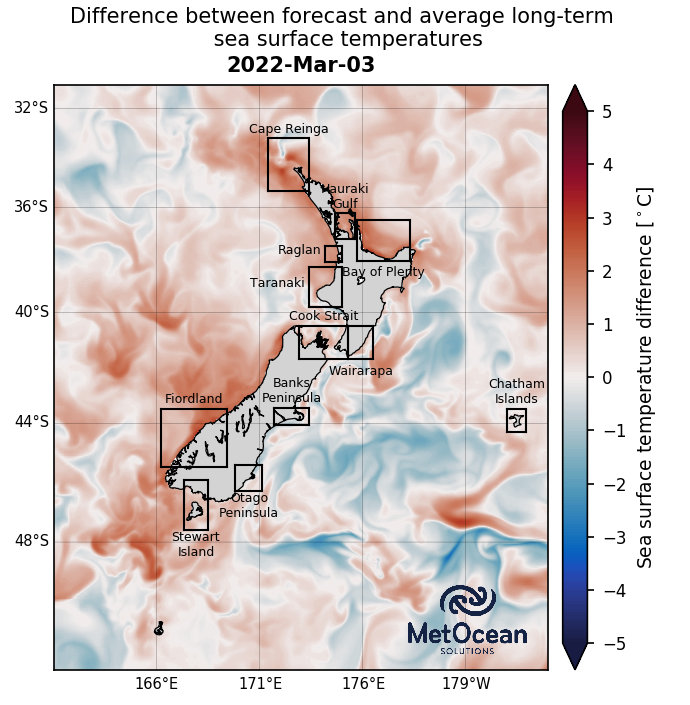 Difference between forecast and average long-term
sea surface temperatures
2022-Mar-03
32°S
36°S
40°S
44°S
48°S
Cape Reinga
Hauraki
Gulf
Raglan
Bay of Plenty
Taranaki
Cook Strait
Wairarapa
Banks
Peninsula
Chatham
Islands
Fiordland
Otago
Peninsula
Stewart
Island
MetOcean
SOLUTIONS
166°E
171°E
176°E
179°W
5
4
3
2
1
0
−1
−2
−3
−4
−5
Sea surface temperature difference [°C]